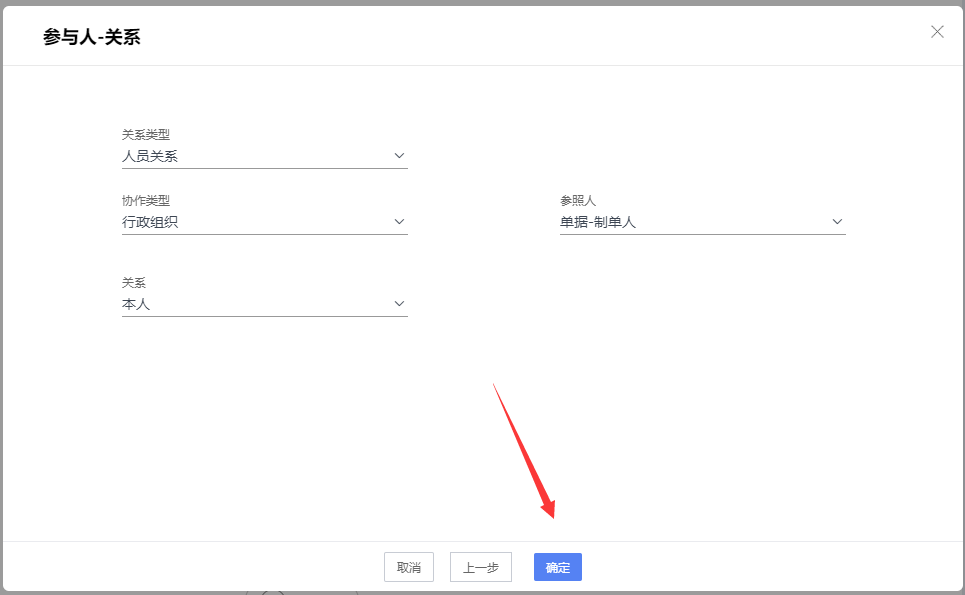 参与人-关系
关系类型
人员关系
协作类型
参照人
行政组织
单据-制单人
关系
本人
取消
上一步
确定